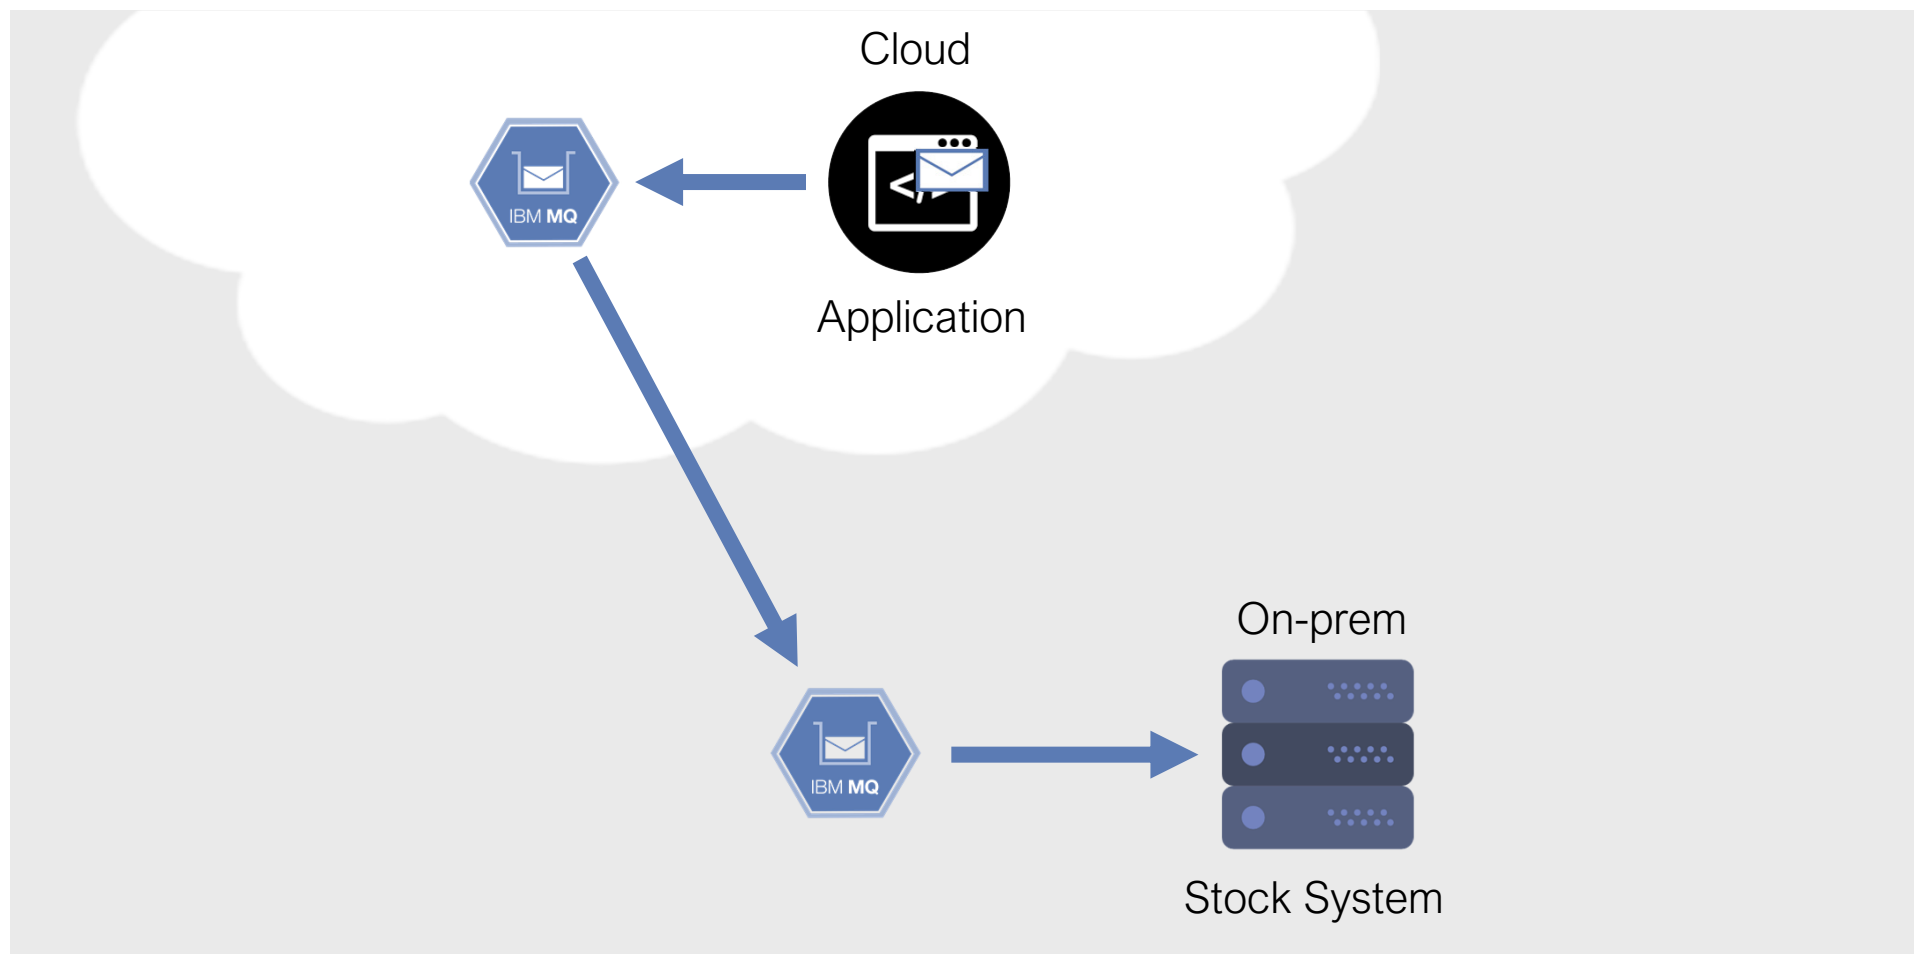 Cloud
</>
IBM MQ
Application
On-prem
IBM MQ
Stock System